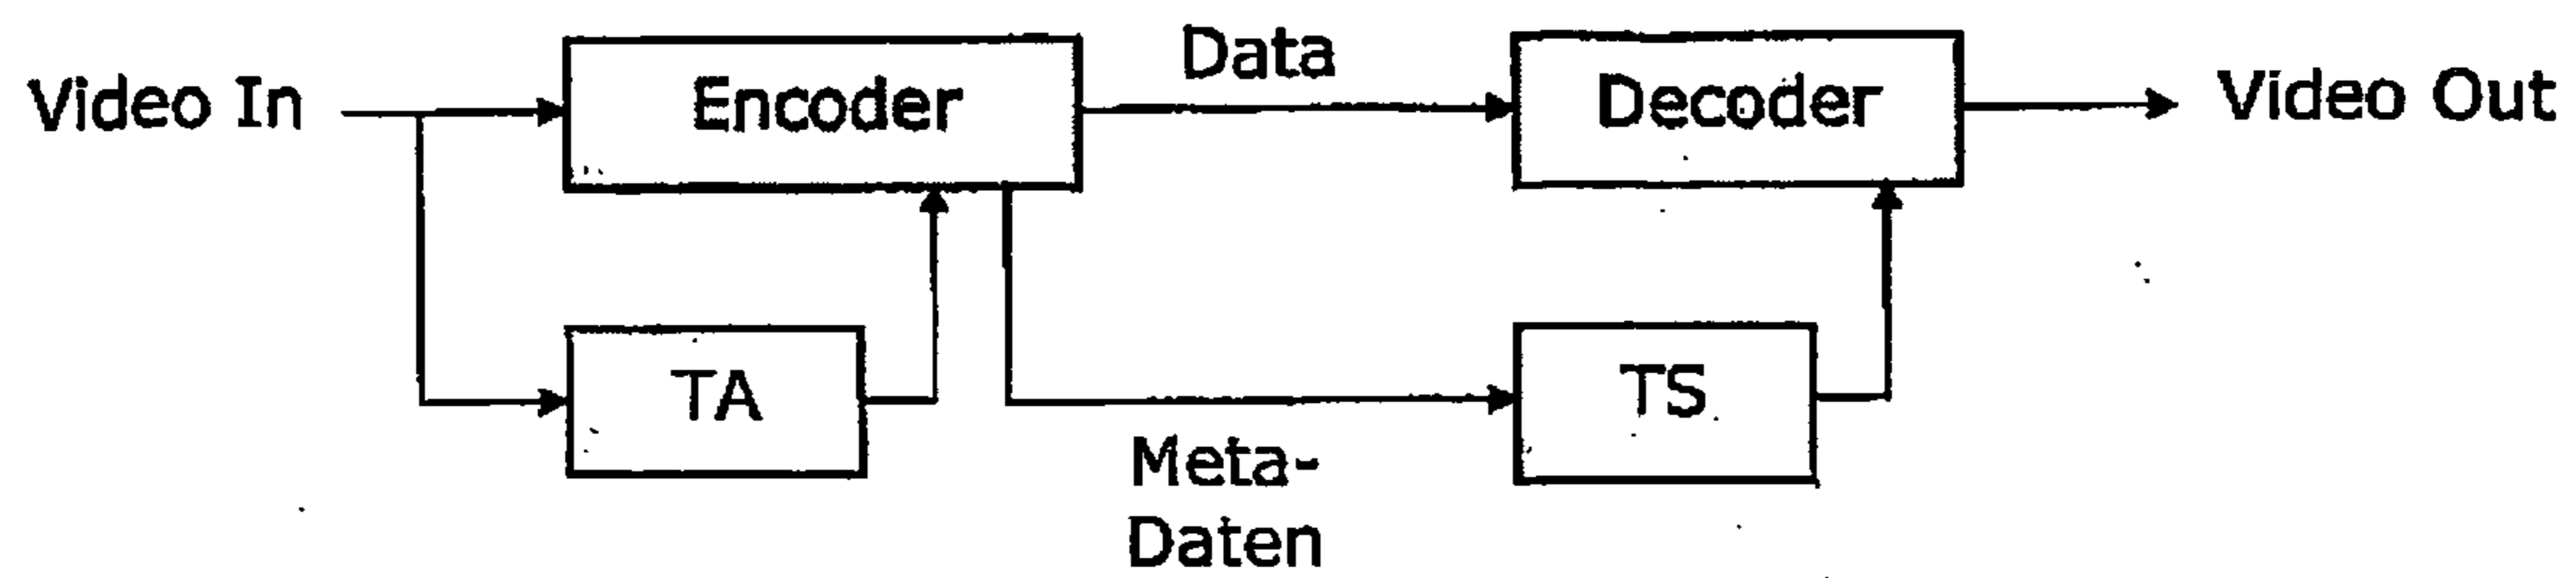 Video In
Encoder
Data
Decoder
Video Out
TA
Meta-
Daten
TS